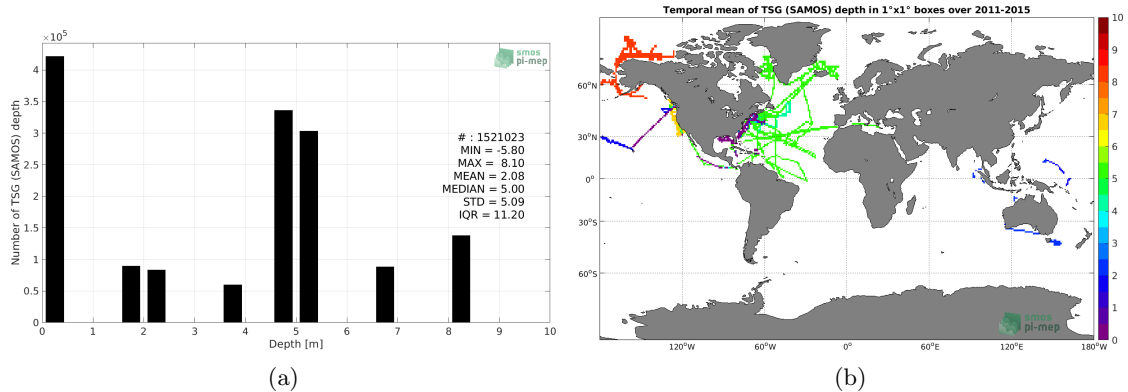 ×10⁵
smos
pi-mep
4
3.5
3
2.5
2
1.5
1
0.5
0
Number of TSG (SAMOS) depth
# : 1521023
MIN = -5.80
MAX = 8.10
MEAN = 2.08
MEDIAN = 5.00
STD = 5.09
IQR = 11.20
0 1 2 3 4 5 6 7 8 9 10
Depth [m]
(a)
Temporal mean of TSG (SAMOS) depth in 1°x1° boxes over 2011-2015
60°N
30°N
0°
30°S
60°S
120°W 60°W 0° 60°E 120°E 180°W
smos
pi-mep
10
9
8
7
6
5
4
3
2
1
0
(b)